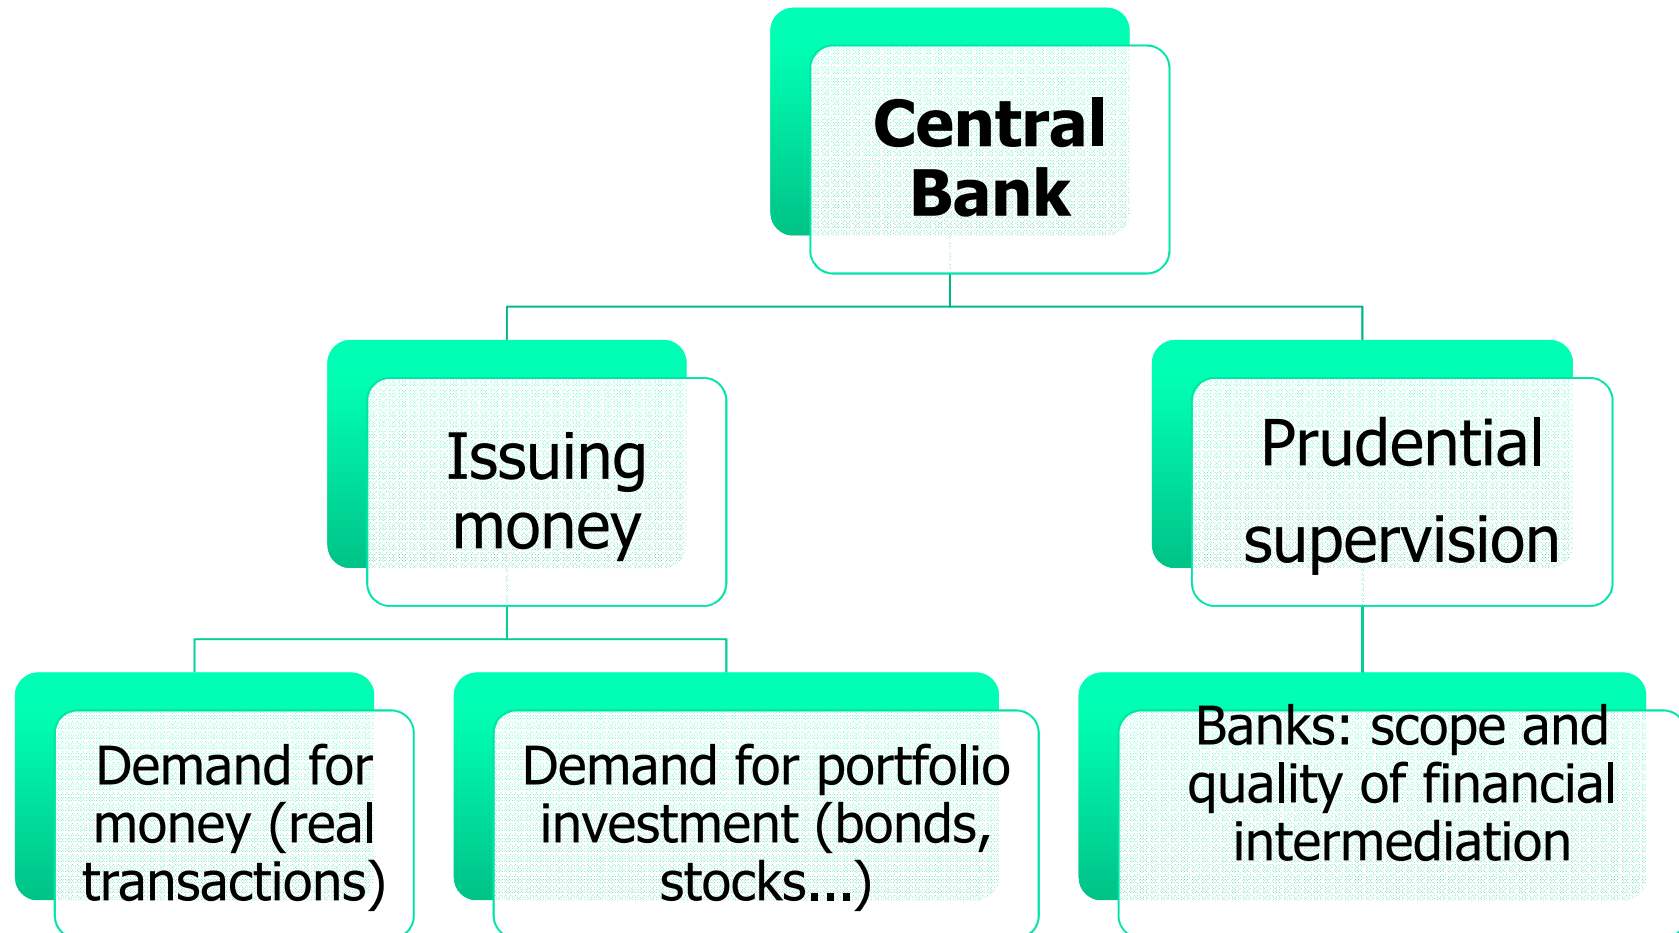 Central
Bank
Issuing
money
Prudential
supervision
Demand for
money (real
transactions)
Demand for portfolio
investment (bonds,
stocks...)
Banks: scope and
quality of financial
intermediation